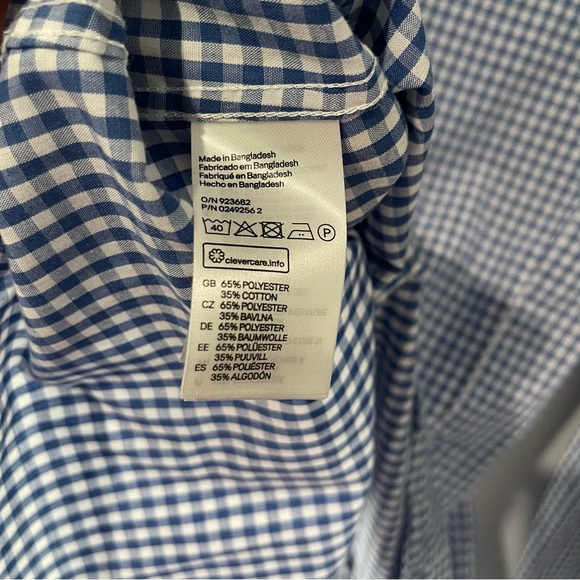 Made in Bangladesh
Fabricado em Bangladesh
Fabriqué en Bangladesh
Hecho en Bangladesh
O/N 923682
P/N 0249256 2
40 P
clevercare.info
GB 65% POLYESTER
35% COTTON
CZ 65% POLYESTER
35% BAVLNA
DE 65% POLYESTER
35% BAUMWOLLE
EE 65% POLÜESTER
35% PUUVILL
ES 65% POLIÉSTER
35% ALGODÓN